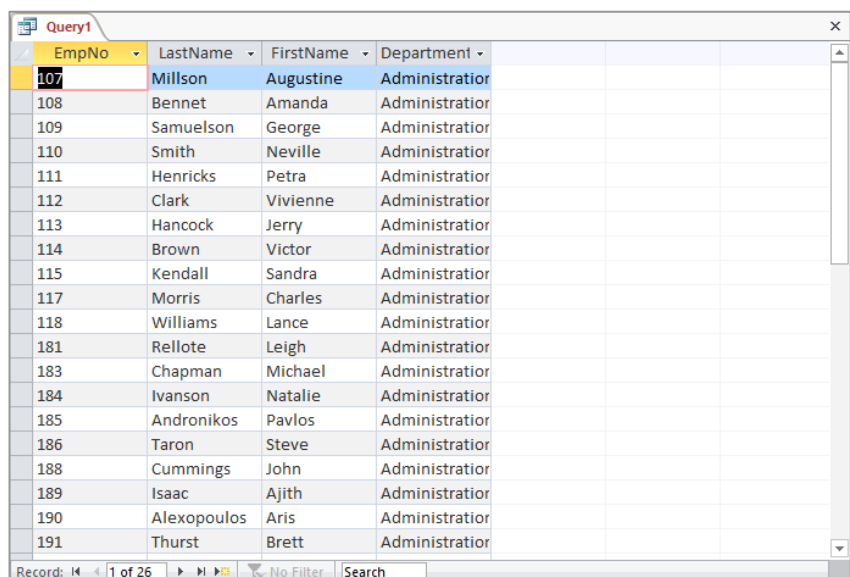 Query1
EmpNo LastName FirstName Department
107 Millson Augustine Administration
108 Bennet Amanda Administration
109 Samuelson George Administration
110 Smith Neville Administration
111 Henricks Petra Administration
112 Clark Vivienne Administration
113 Hancock Jerry Administration
114 Brown Victor Administration
115 Kendall Sandra Administration
117 Morris Charles Administration
118 Williams Lance Administration
181 Rellote Leigh Administration
183 Chapman Michael Administration
184 Ivanson Natalie Administration
185 Andronikos Pavlos Administration
186 Taron Steve Administration
188 Cummings John Administration
189 Isaac Ajith Administration
190 Alexopoulos Aris Administration
191 Thurst Brett Administration
Record: 1 of 26 No Filter Search